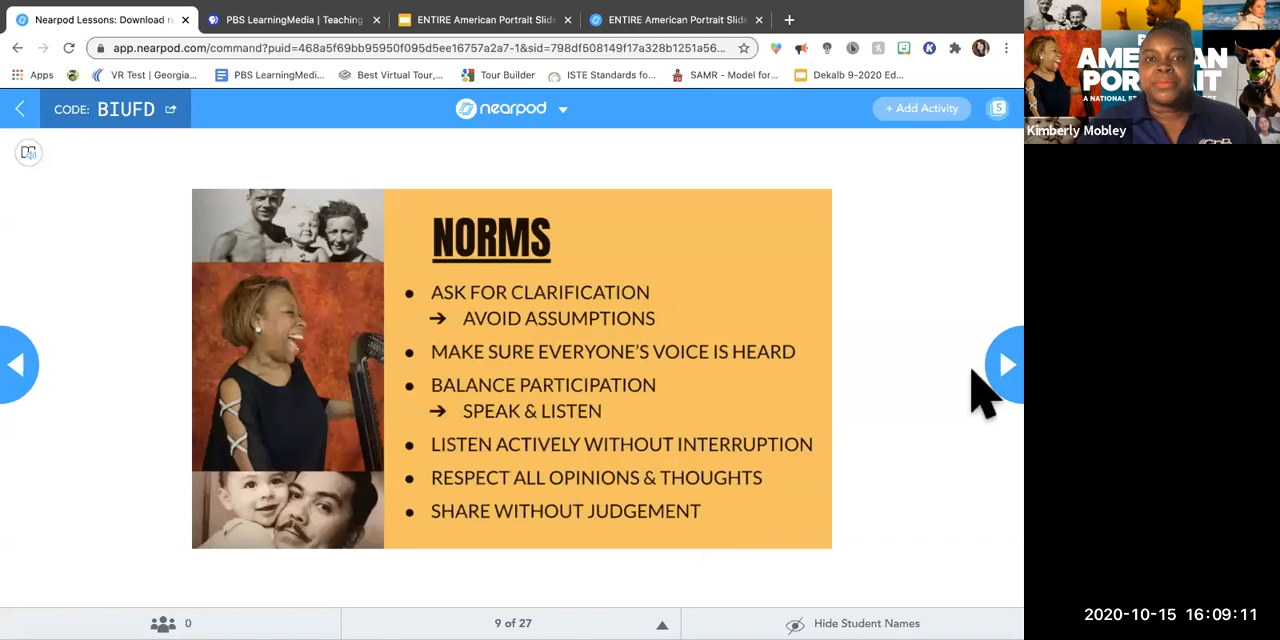 Nearpod Lessons: Download re
PBS LearningMedia | Teaching
ENTIRE American Portrait Slide
ENTIRE American Portrait Slide
app.nearpod.com/command?puid=468a5f69bb95950f095d5ee16757a2a7-1&sid=798df508149f17a328b1251a56...
Apps
VR Test | Georgia...
PBS LearningMedi...
Best Virtual Tour,...
Tour Builder
ISTE Standards fo...
SAMR - Model for...
Dekalb 9-2020 Ed...
CODE: BIUFD
nearpod
+ Add Activity
S
NORMS
• ASK FOR CLARIFICATION
➔ AVOID ASSUMPTIONS
• MAKE SURE EVERYONE'S VOICE IS HEARD
• BALANCE PARTICIPATION
➔ SPEAK & LISTEN
• LISTEN ACTIVELY WITHOUT INTERRUPTION
• RESPECT ALL OPINIONS & THOUGHTS
• SHARE WITHOUT JUDGEMENT
0
9 of 27
Hide Student Names
Kimberly Mobley
2020-10-15 16:09:11